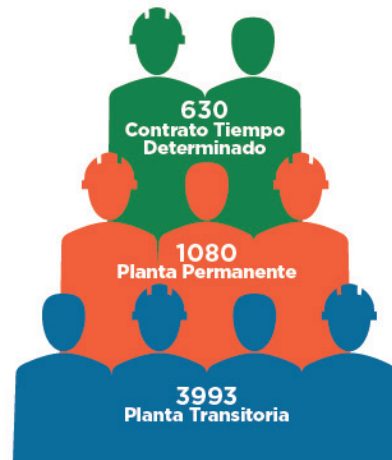 630
Contrato Tiempo
Determinado
1080
Planta Permanente
3993
Planta Transitoria